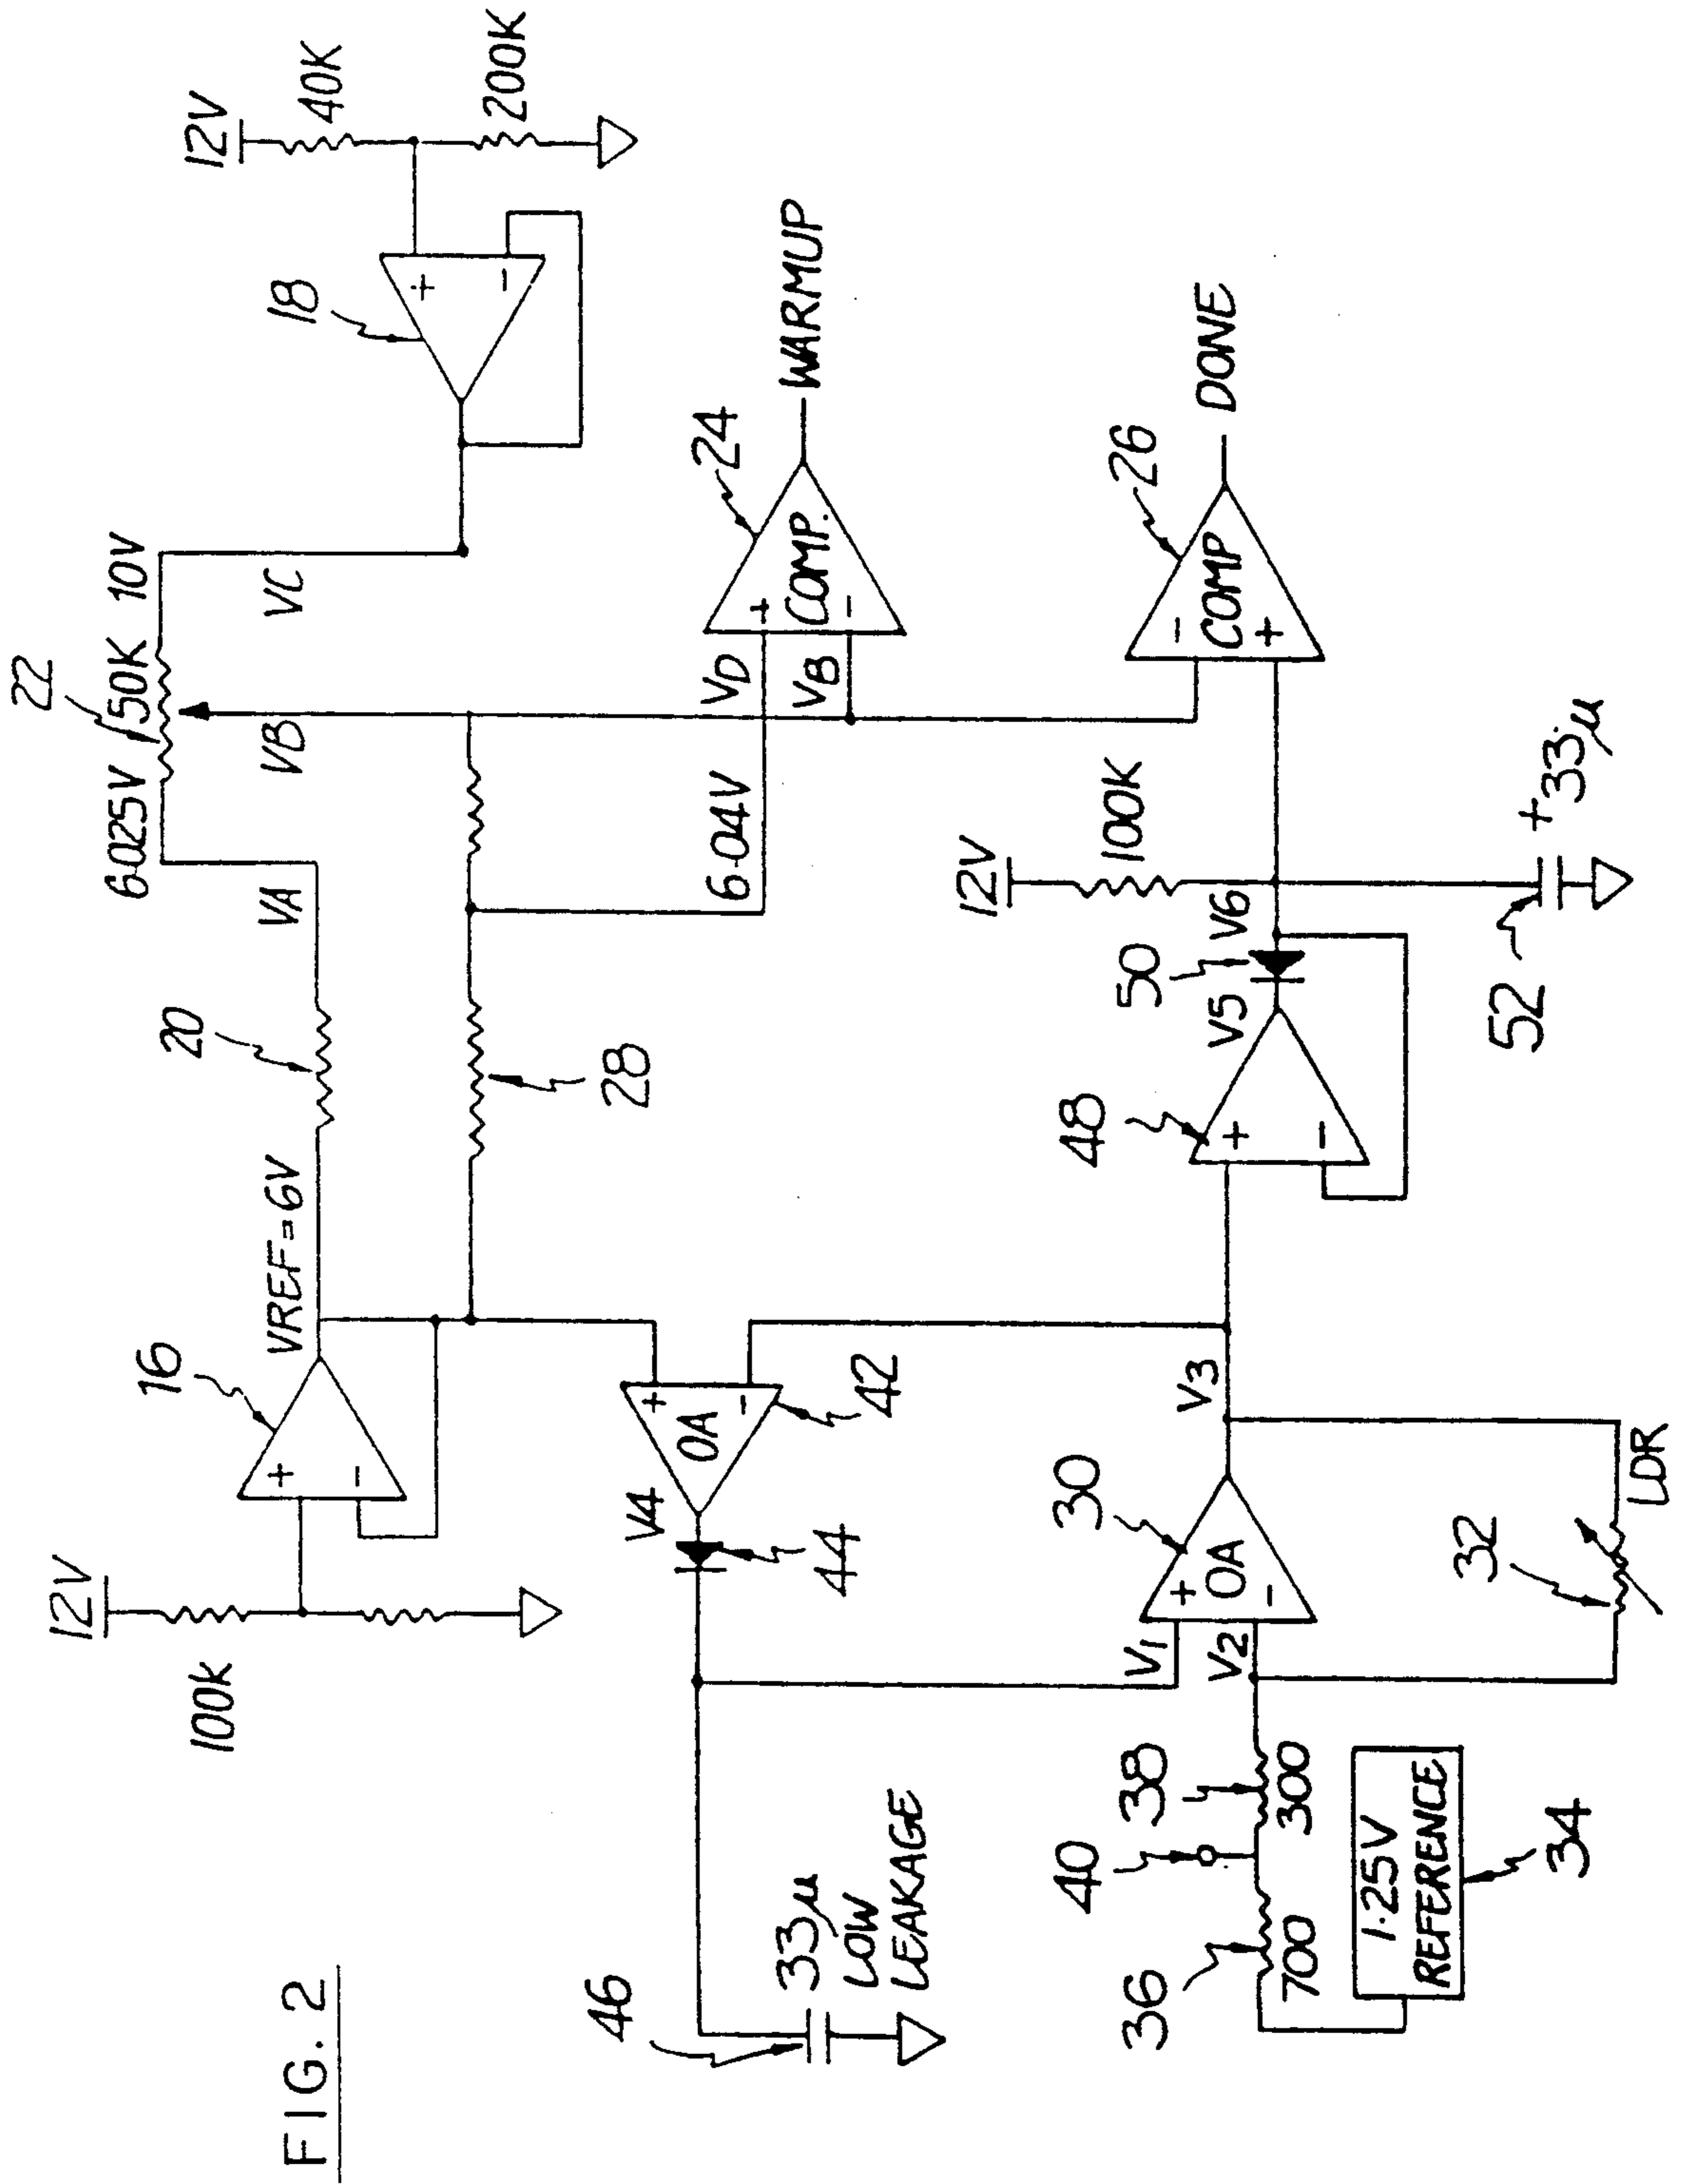 FIG. 2
12V
100K
16
VREF=6V
20
VA
6·025V
22
150K
10V
VB
VC
18
12V
40K
200K
+
-
+
-
28
6·04V
VD
VB
+
COMP.
-
24
WARMUP
+
OA
-
42
V4
44
46
33µ
LOW
LEAKAGE
V1
V2
+
OA
-
30
V3
32
LDR
40
38
300
36
700
1·25V
REFERENCE
34
48
+
-
V5
50
V6
12V
100K
52
+
33µ
-
COMP
+
26
DONE